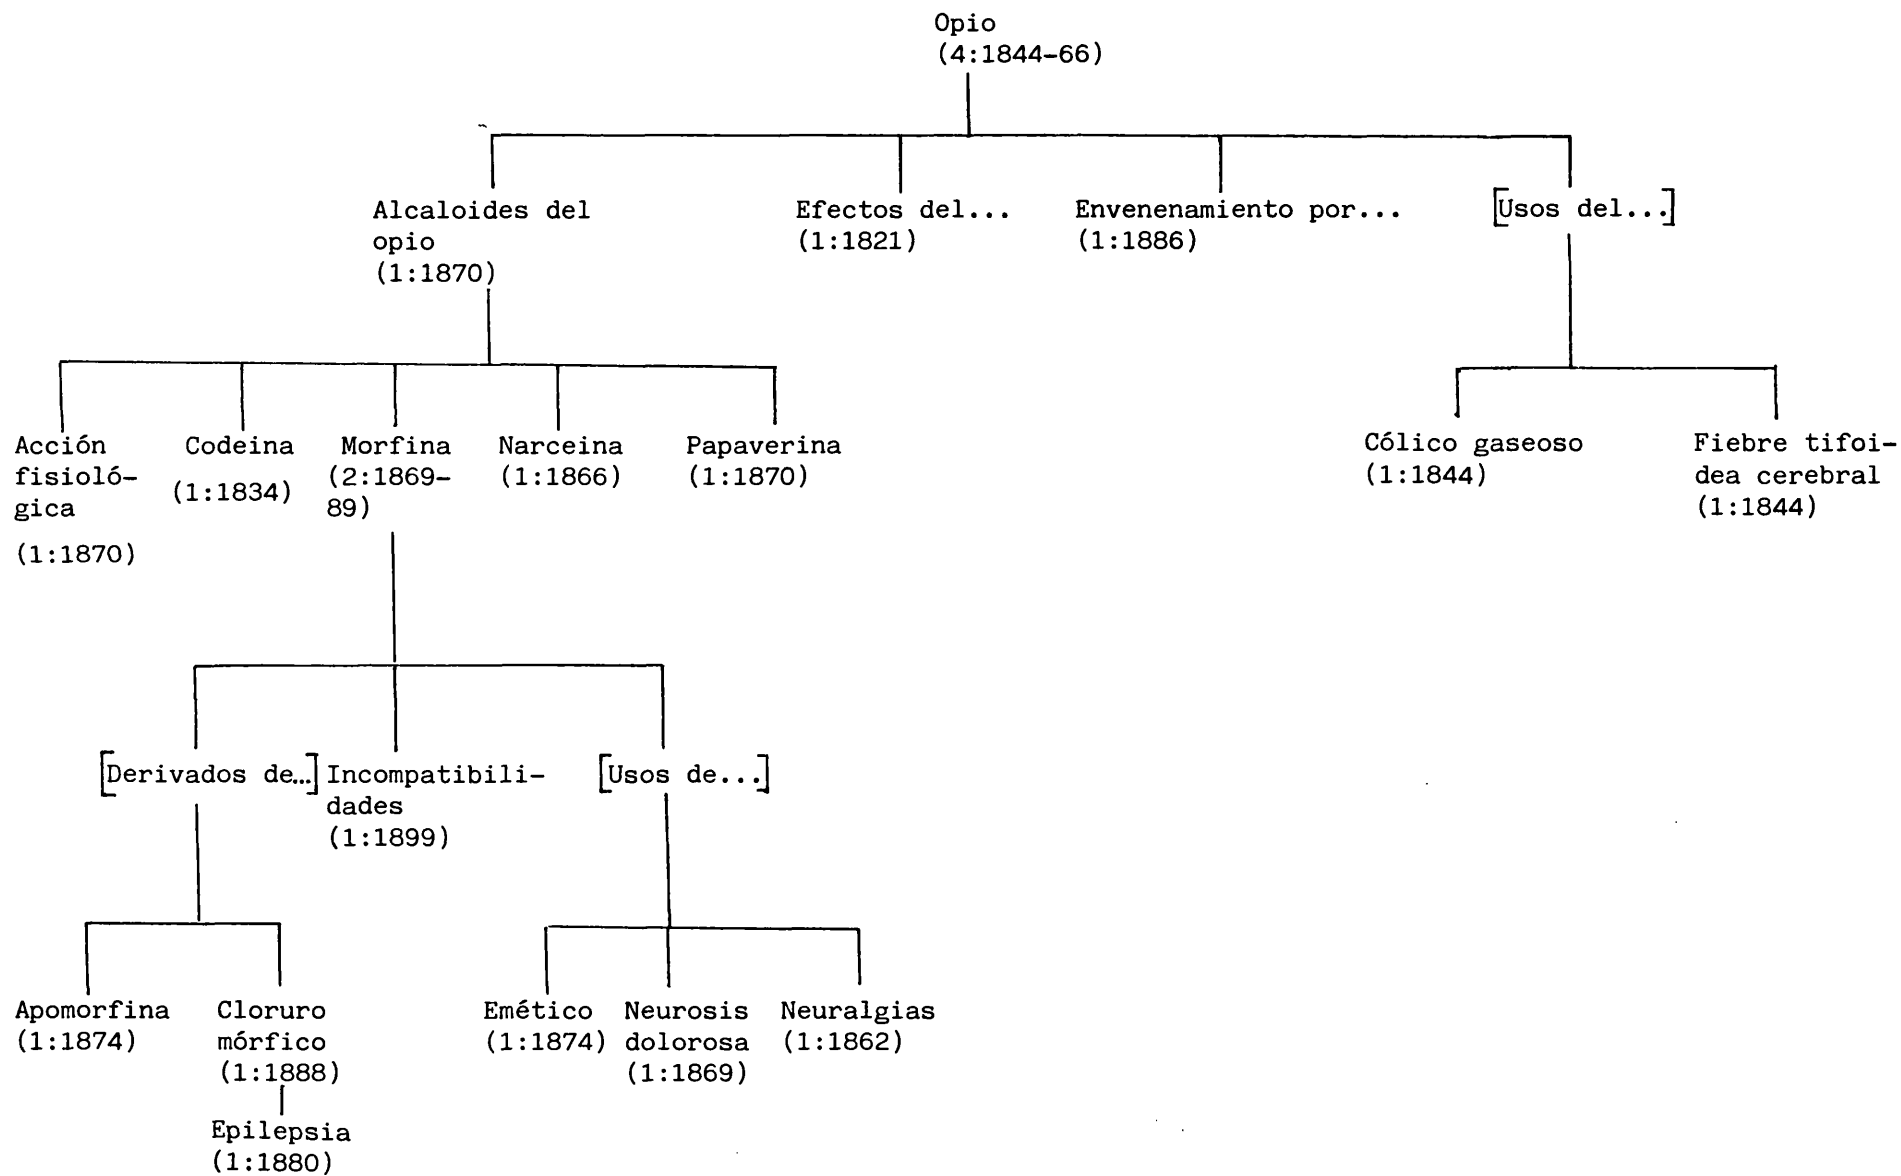 Opio
(4:1844-66)
Alcaloides del
opio
(1:1870)
Efectos del...
(1:1821)
Envenenamiento por...
(1:1886)
[Usos del...]
Acción
fisioló-
gica
(1:1870)
Codeina
(1:1834)
Morfina
(2:1869-
89)
Narceina
(1:1866)
Papaverina
(1:1870)
Cólico gaseoso
(1:1844)
Fiebre tifoi-
dea cerebral
(1:1844)
[Derivados de...]
Incompatibili-
dades
(1:1899)
[Usos de...]
Apomorfina
(1:1874)
Cloruro
mórfico
(1:1888)
Epilepsia
(1:1880)
Emético
(1:1874)
Neurosis
dolorosa
(1:1869)
Neuralgias
(1:1862)